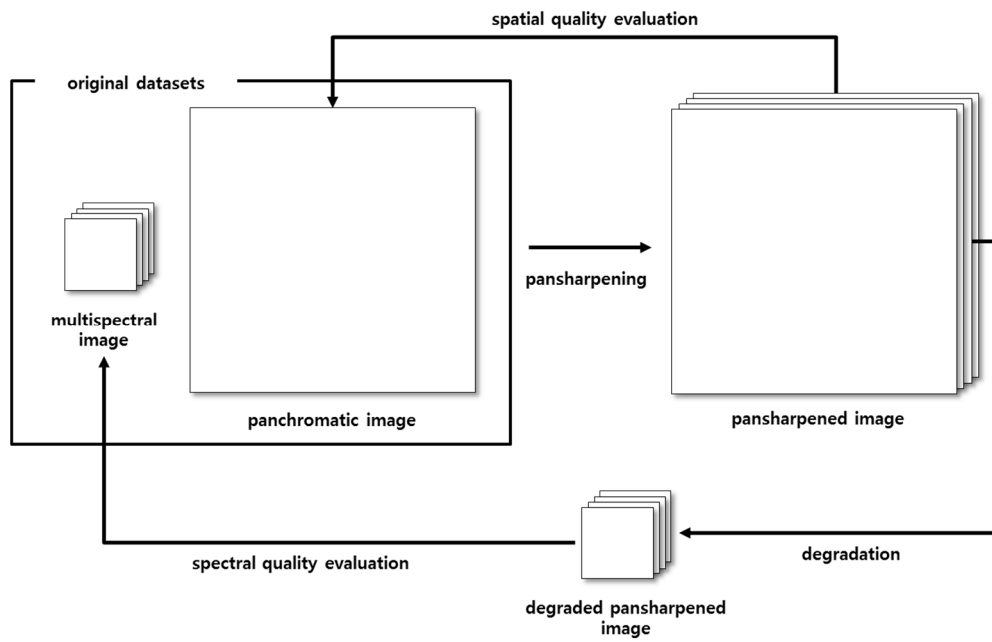 spatial quality evaluation
original datasets
pansharpening
multispectral
image
panchromatic image
pansharpened image
spectral quality evaluation
degradation
degraded pansharpened
image